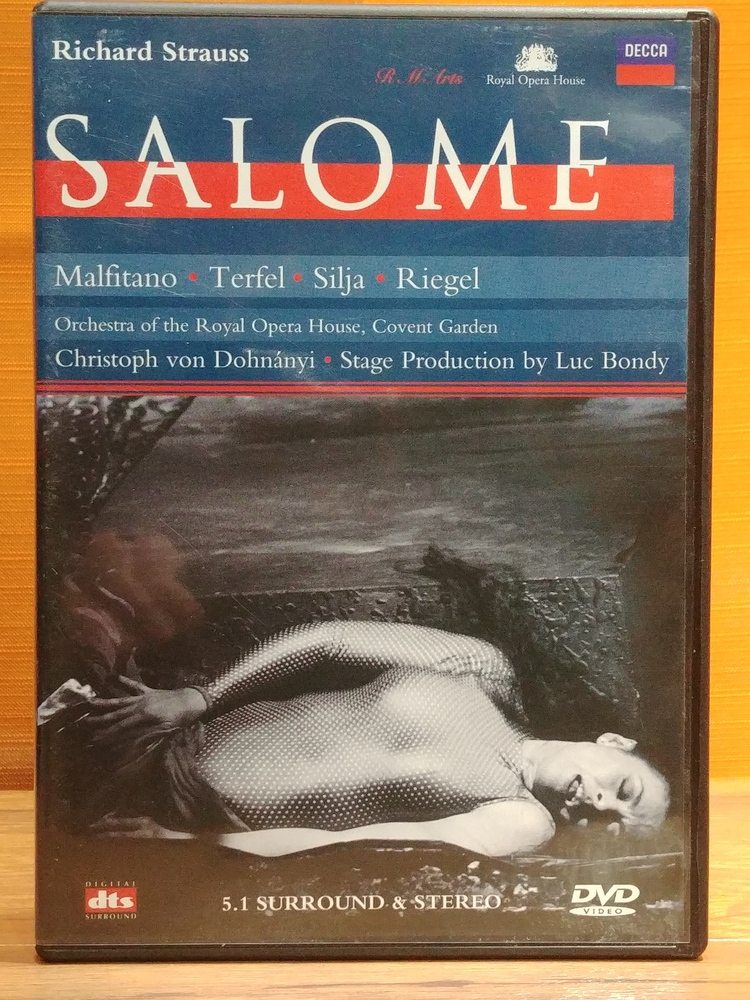 Richard Strauss
R.M. Arts
Royal Opera House
DECCA
SALOME
Malfitano • Terfel • Silja • Riegel
Orchestra of the Royal Opera House, Covent Garden
Christoph von Dohnányi • Stage Production by Luc Bondy
DIGITAL
dts
SURROUND
5.1 SURROUND & STEREO
DVD
VIDEO